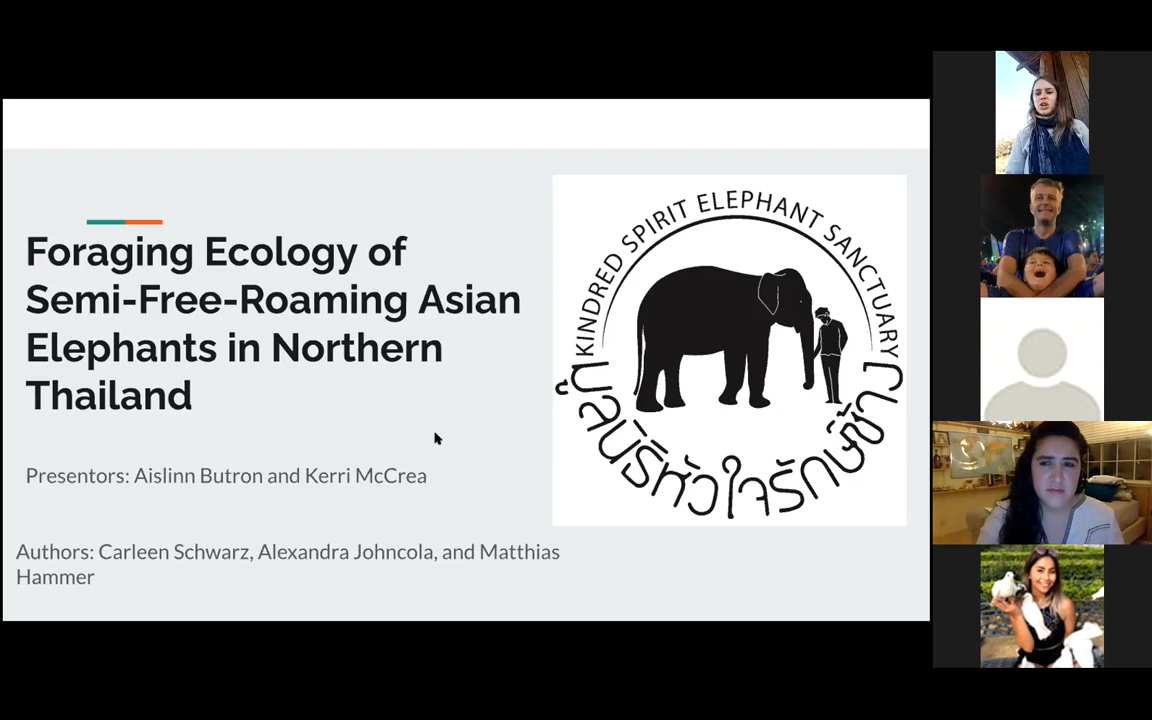 Foraging Ecology of
Semi-Free-Roaming Asian
Elephants in Northern
Thailand
Presentors: Aislinn Butron and Kerri McCrea
Authors: Carleen Schwarz, Alexandra Johncola, and Matthias
Hammer
KINDRED SPIRIT ELEPHANT SANCTUARY
มูลนิธิหัวใจรักษ์ช้าง